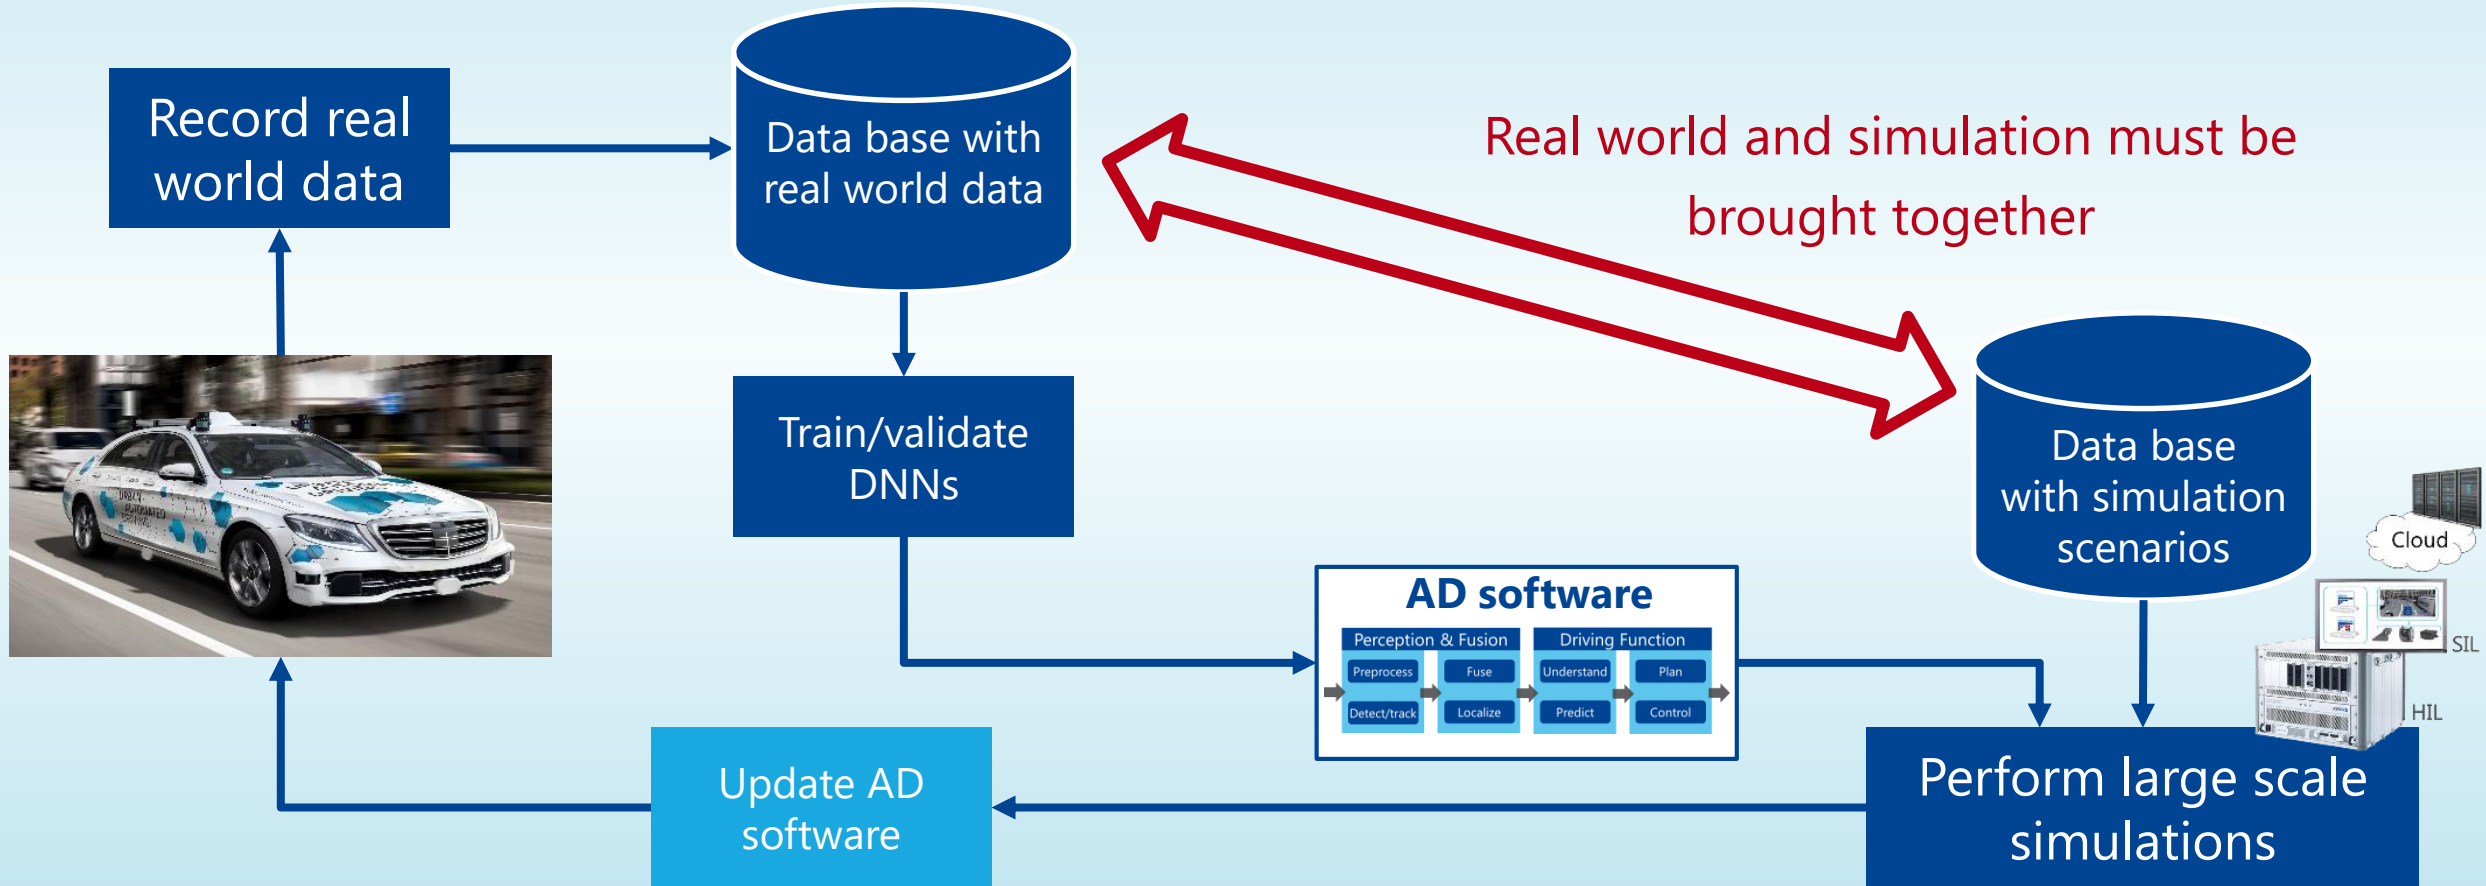 Record real
world data
Data base with
real world data
Real world and simulation must be
brought together
Train/validate
DNNs
Data base
with simulation
scenarios
Cloud
SIL
HIL
AD software
Perception & Fusion
Driving Function
Preprocess
Fuse
Understand
Plan
Detect/track
Localize
Predict
Control
URBAN
AUTOMATED
Update AD
software
Perform large scale
simulations